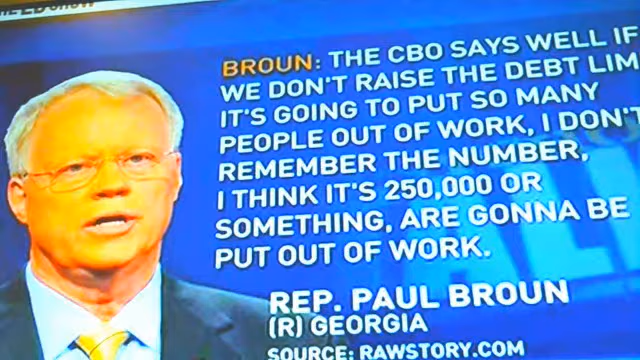 BROUN: THE CBO SAYS WELL IF
WE DON'T RAISE THE DEBT LIM
IT'S GOING TO PUT SO MANY
PEOPLE OUT OF WORK, I DON'T
REMEMBER THE NUMBER,
I THINK IT'S 250,000 OR
SOMETHING, ARE GONNA BE
PUT OUT OF WORK.
REP. PAUL BROUN
(R) GEORGIA
SOURCE: RAWSTORY.COM